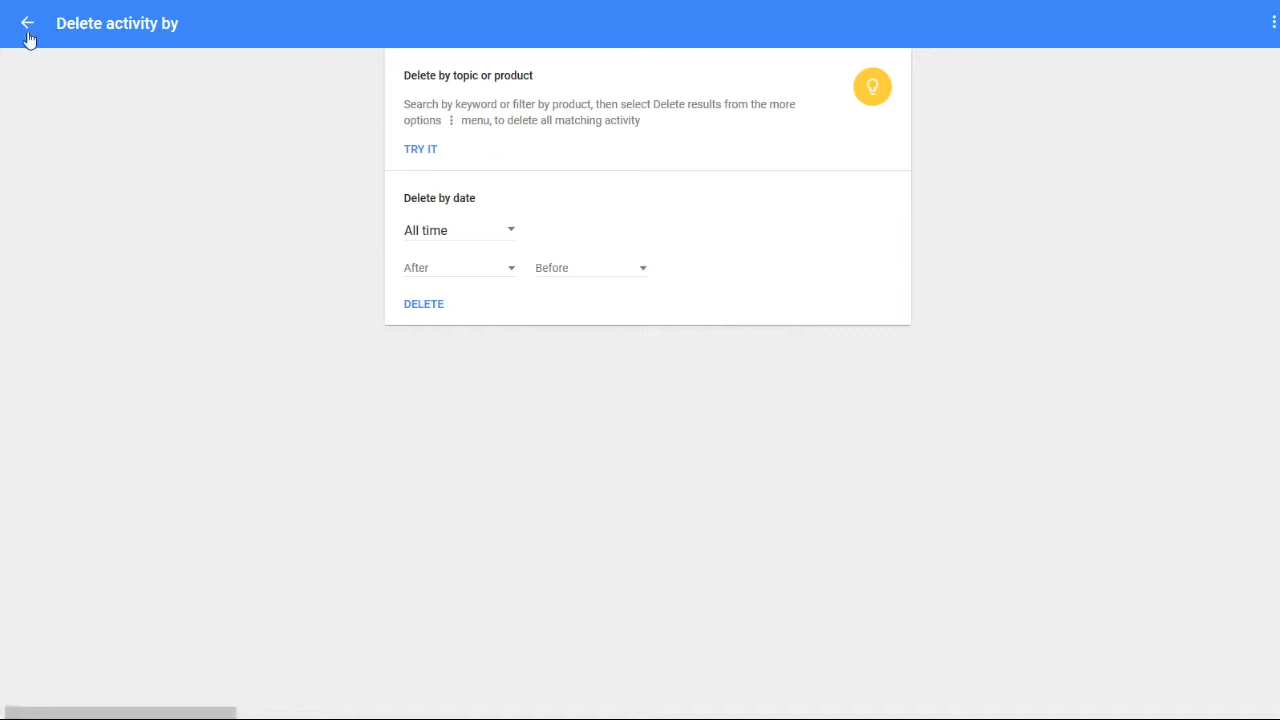 Delete activity by
Delete by topic or product
Search by keyword or filter by product, then select Delete results from the more
options ⋮ menu, to delete all matching activity
TRY IT
Delete by date
All time
After Before
DELETE